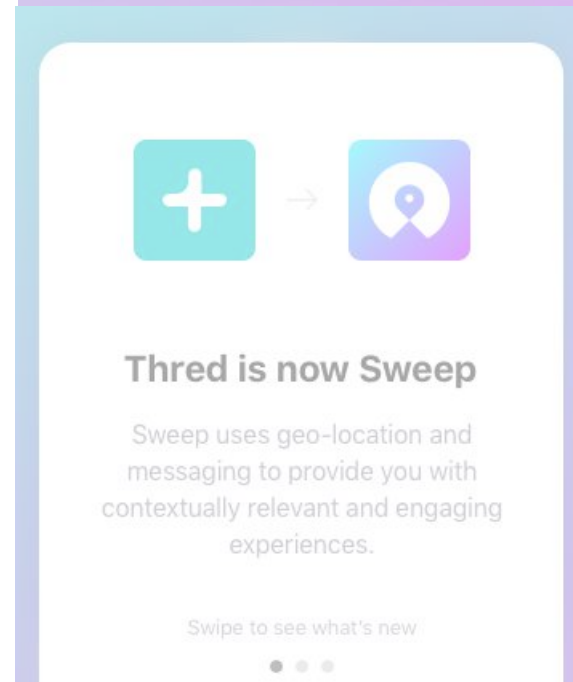 Thred is now Sweep
Sweep uses geo-location and
messaging to provide you with
contextually relevant and engaging
experiences.
Swipe to see what's new